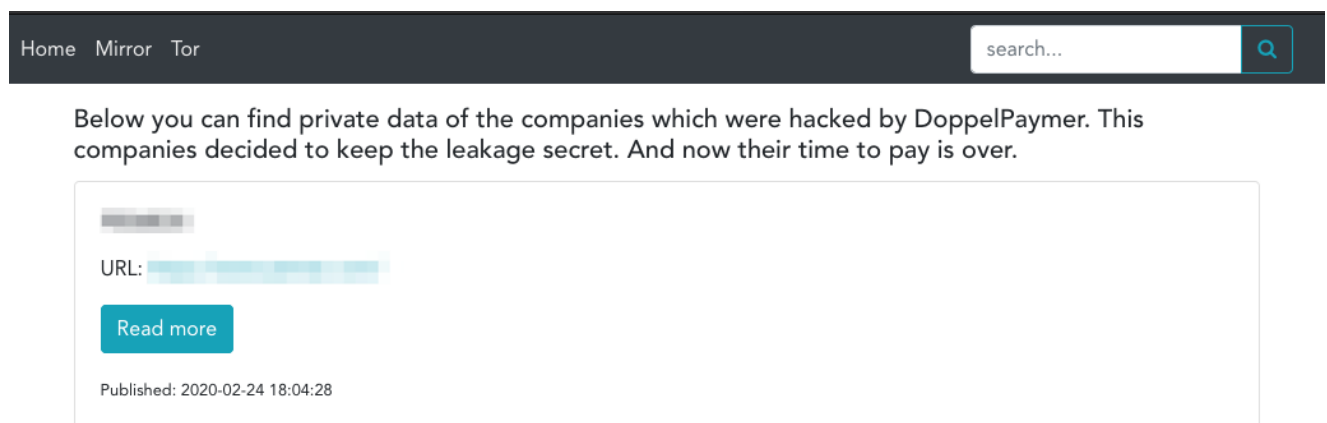 Home Mirror Tor search...
Below you can find private data of the companies which were hacked by DoppelPaymer. This
companies decided to keep the leakage secret. And now their time to pay is over.
URL:
Read more
Published: 2020-02-24 18:04:28